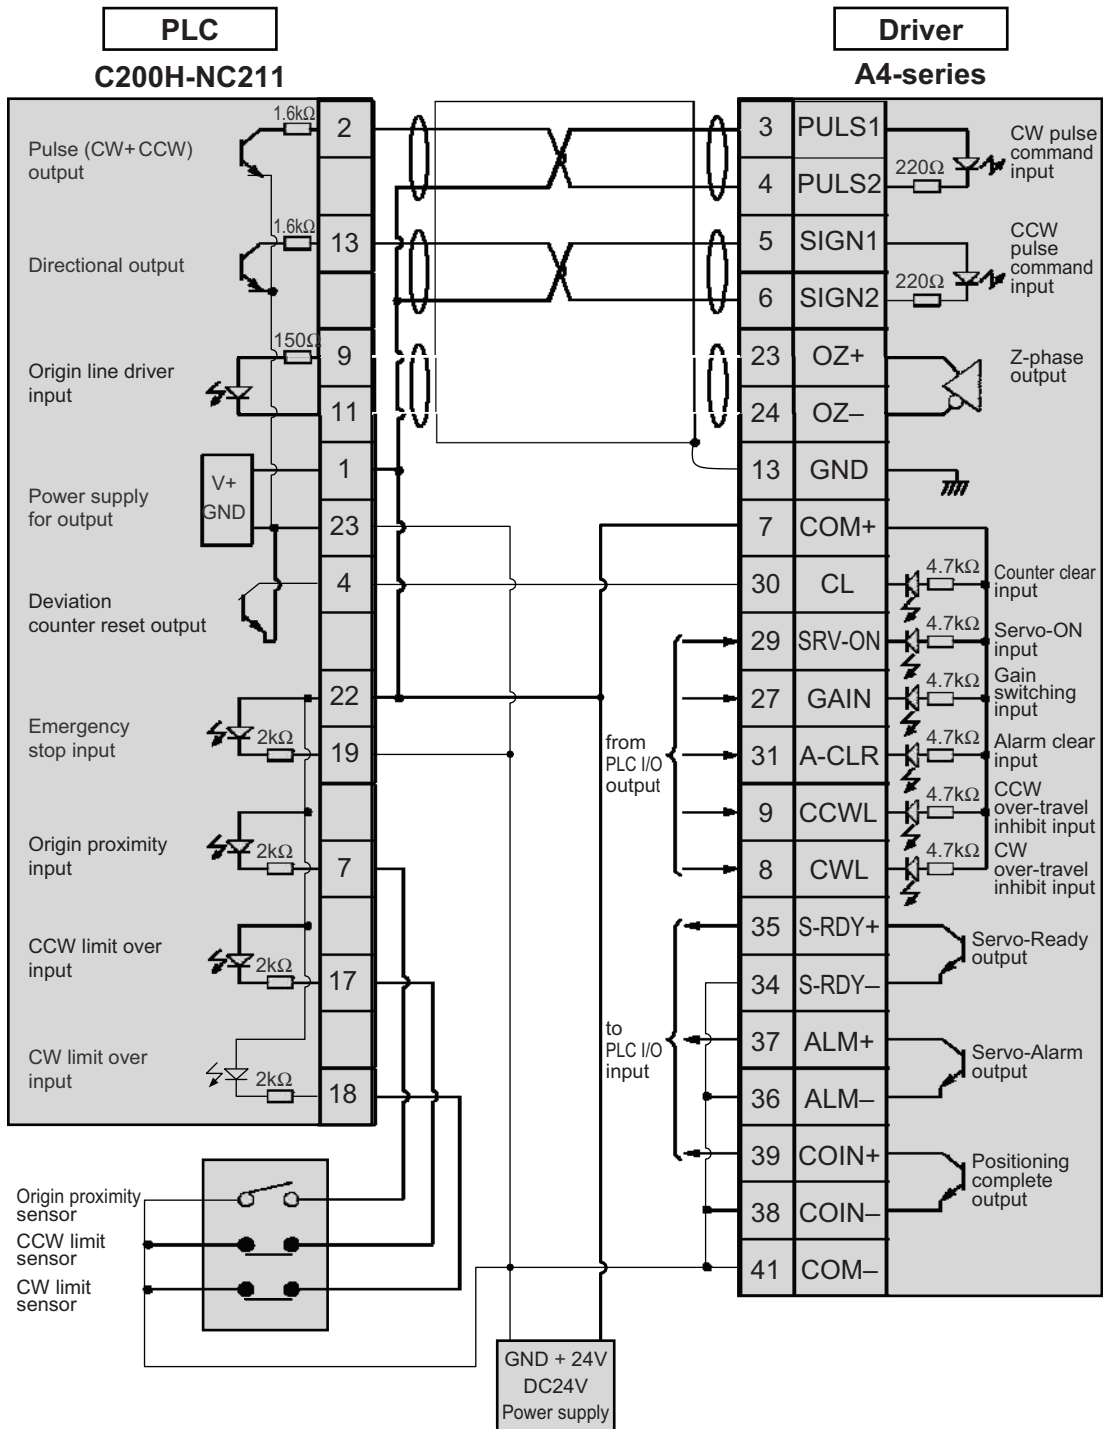 PLC
C200H-NC211
Driver
A4-series
Pulse (CW+CCW)
output
1.6kΩ
2
Directional output
1.6kΩ
13
Origin line driver
input
150Ω
9
11
Power supply
for output
V+
GND
1
23
Deviation
counter reset output
4
Emergency
stop input
22
2kΩ
19
Origin proximity
input
2kΩ
7
CCW limit over
input
2kΩ
17
CW limit over
input
2kΩ
18
Origin proximity
sensor
CCW limit
sensor
CW limit
sensor
3 PULS1
4 PULS2
220Ω
CW pulse
command
input
5 SIGN1
6 SIGN2
220Ω
CCW
pulse
command
input
23 OZ+
24 OZ–
Z-phase
output
13 GND
7 COM+
30 CL
4.7kΩ
Counter clear
input
29 SRV-ON
4.7kΩ
Servo-ON
input
27 GAIN
4.7kΩ
Gain
switching
input
31 A-CLR
4.7kΩ
Alarm clear
input
9 CCWL
4.7kΩ
CCW
over-travel
inhibit input
8 CWL
4.7kΩ
CW
over-travel
inhibit input
from
PLC I/O
output
35 S-RDY+
34 S-RDY–
Servo-Ready
output
37 ALM+
36 ALM–
Servo-Alarm
output
39 COIN+
38 COIN–
Positioning
complete
output
41 COM–
to
PLC I/O
input
GND + 24V
DC24V
Power supply